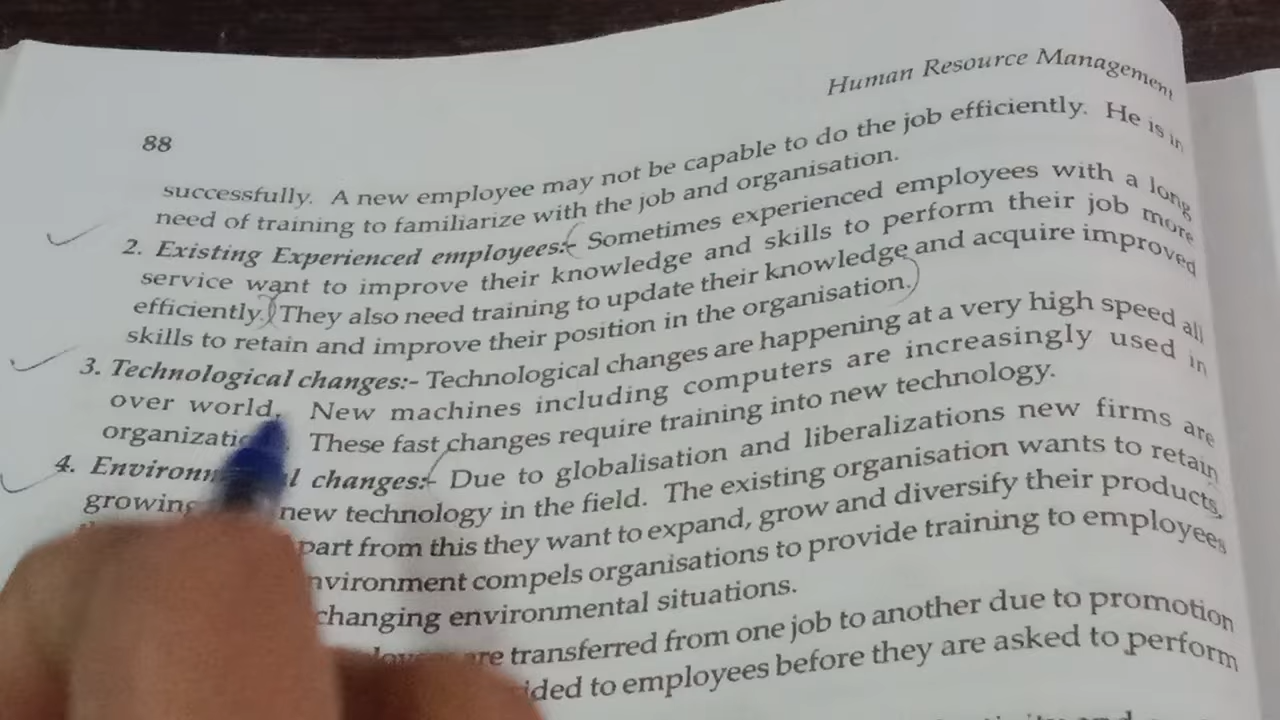 Human Resource Management
88
successfully. A new employee may not be capable to do the job efficiently. He is in
need of training to familiarize with the job and organisation.
2. Existing Experienced employees:- Sometimes experienced employees with a long
service want to improve their knowledge and skills to perform their job more
efficiently. They also need training to update their knowledge and acquire improved
skills to retain and improve their position in the organisation.
3. Technological changes:- Technological changes are happening at a very high speed all
over world. New machines including computers are increasingly used in
These fast changes require training into new technology.
4. changes:- Due to globalisation and liberalizations new firms are
growing new technology in the field. The existing organisation wants to retain
part from this they want to expand, grow and diversify their products,
nvironment compels organisations to provide training to employees
changing environmental situations.
are transferred from one job to another due to promotion
ided to employees before they are asked to perform